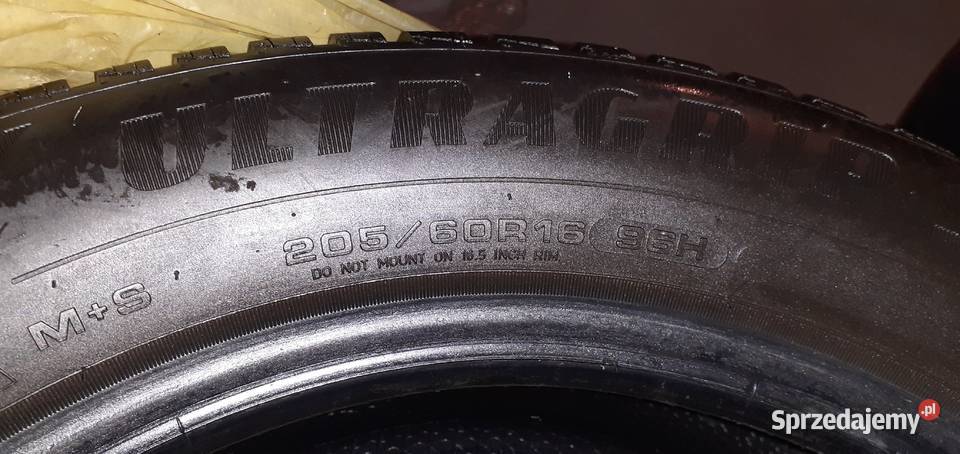 ULTRAGRIP
205/60R16 96H
DO NOT MOUNT ON 16.5 INCH RIM
M+S
Sprzedajemy.pl